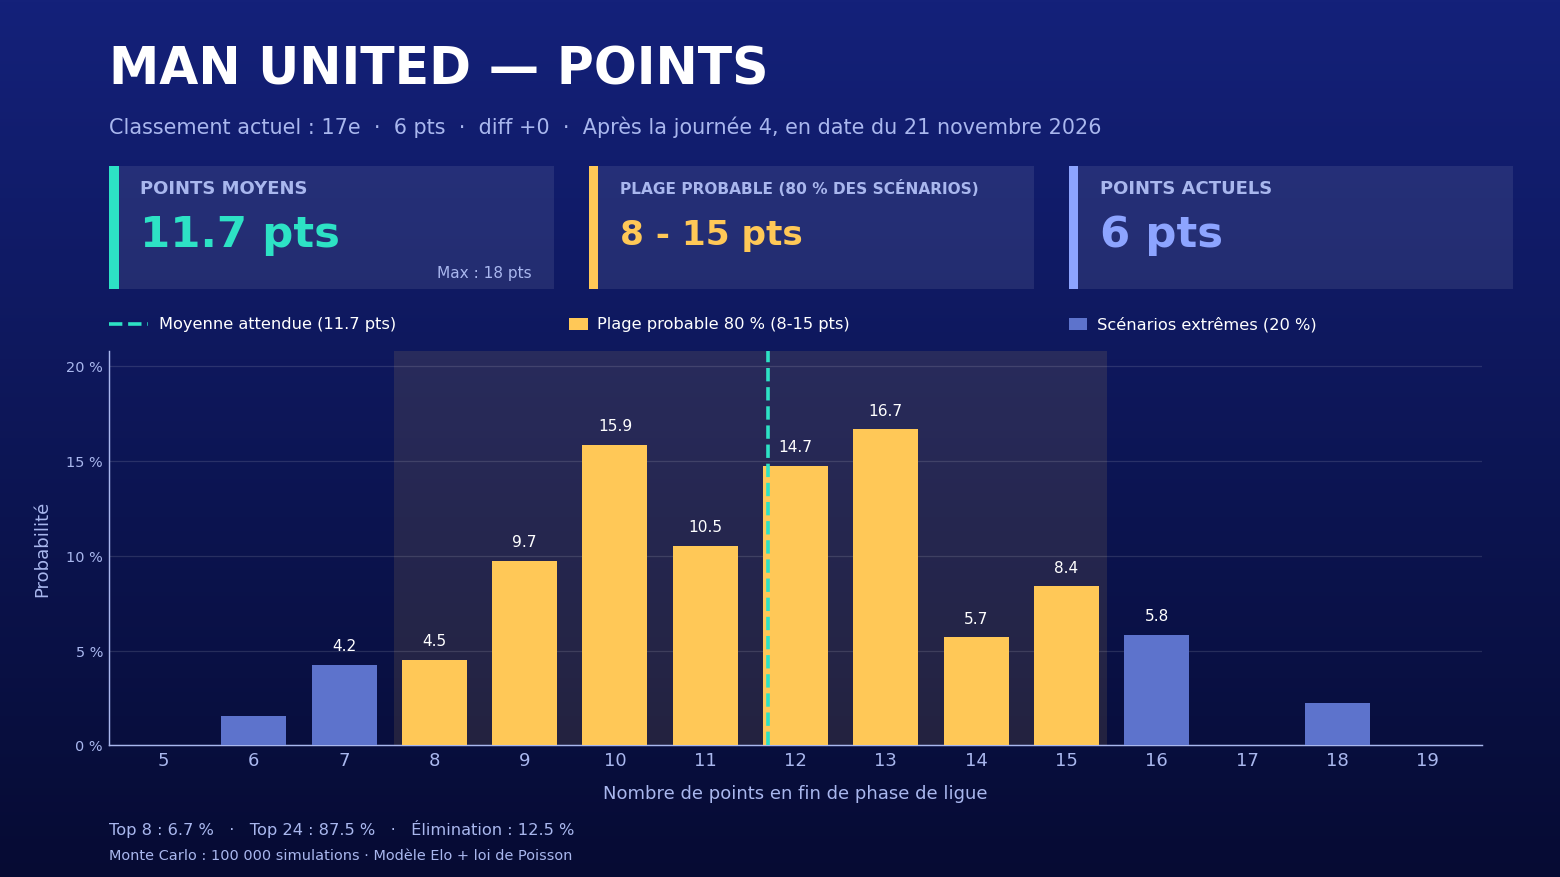 MAN UNITED — POINTS
Classement actuel : 17e · 6 pts · diff +0 · Après la journée 4, en date du 21 novembre 2026
POINTS MOYENS
11.7 pts
Max : 18 pts
PLAGE PROBABLE (80 % DES SCÉNARIOS)
8 - 15 pts
POINTS ACTUELS
6 pts
Moyenne attendue (11.7 pts)
Plage probable 80 % (8-15 pts)
Scénarios extrêmes (20 %)
Probabilité
20 %
15 %
10 %
5 %
0 %
4.2
4.5
9.7
15.9
10.5
14.7
16.7
5.7
8.4
5.8
5 6 7 8 9 10 11 12 13 14 15 16 17 18 19
Nombre de points en fin de phase de ligue
Top 8 : 6.7 % · Top 24 : 87.5 % · Élimination : 12.5 %
Monte Carlo : 100 000 simulations · Modèle Elo + loi de Poisson